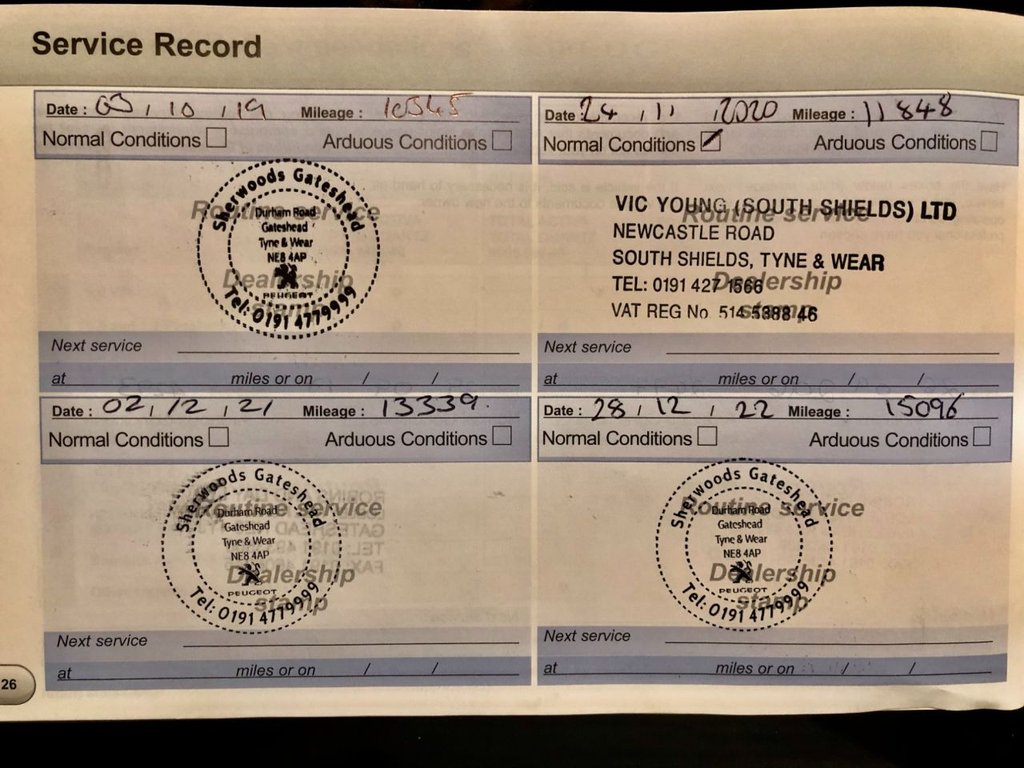 Service Record
Date : 03 / 10 / 19 Mileage : 10545
Normal Conditions Arduous Conditions
Sherwoods Gateshead
Routine service
Durham Road
Gateshead
Tyne & Wear
NE8 4AP
Dealership
PEUGEOT
stamp
Tel: 0191 4779999
Next service
at miles or on / /
Date : 24 / 11 / 2020 Mileage : 11848
Normal Conditions Arduous Conditions
VIC YOUNG (SOUTH SHIELDS) LTD
Routine service
NEWCASTLE ROAD
SOUTH SHIELDS, TYNE & WEAR
Dealership
TEL: 0191 427 1566
stamp
VAT REG No. 514 5388 46
Next service
at miles or on / /
Date : 02 / 12 / 21 Mileage : 13339.
Normal Conditions Arduous Conditions
Sherwoods Gateshead
Routine service
Durham Road
Gateshead
Tyne & Wear
NE8 4AP
Dealership
PEUGEOT
stamp
Tel: 0191 4779999
Next service
at miles or on / /
Date : 28 / 12 / 22 Mileage : 15096
Normal Conditions Arduous Conditions
Sherwoods Gateshead
Routine service
Durham Road
Gateshead
Tyne & Wear
NE8 4AP
Dealership
PEUGEOT
stamp
Tel: 0191 4779999
Next service
at miles or on / /
26